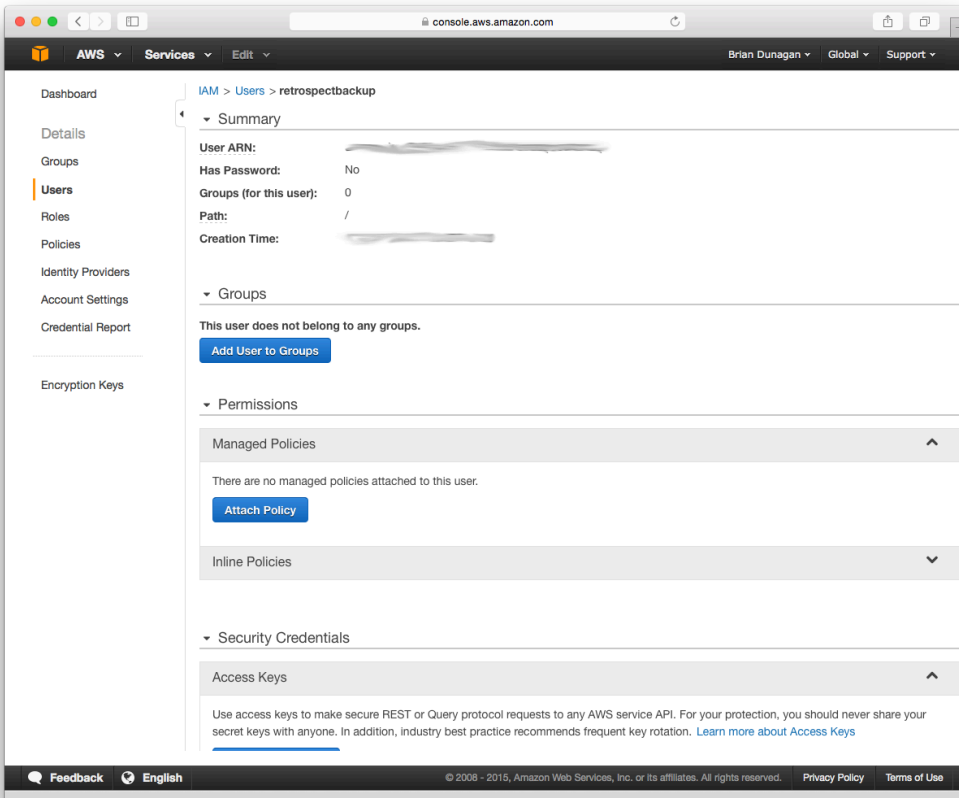 console.aws.amazon.com
AWS Services Edit Brian Dunagan Global Support
Dashboard
Details
Groups
Users
Roles
Policies
Identity Providers
Account Settings
Credential Report
Encryption Keys
IAM > Users > retrospectbackup
Summary
User ARN:
Has Password: No
Groups (for this user): 0
Path: /
Creation Time:
Groups
This user does not belong to any groups.
Add User to Groups
Permissions
Managed Policies
There are no managed policies attached to this user.
Attach Policy
Inline Policies
Security Credentials
Access Keys
Use access keys to make secure REST or Query protocol requests to any AWS service API. For your protection, you should never share your
secret keys with anyone. In addition, industry best practice recommends frequent key rotation. Learn more about Access Keys
Feedback English © 2008 - 2015, Amazon Web Services, Inc. or its affiliates. All rights reserved. Privacy Policy Terms of Use